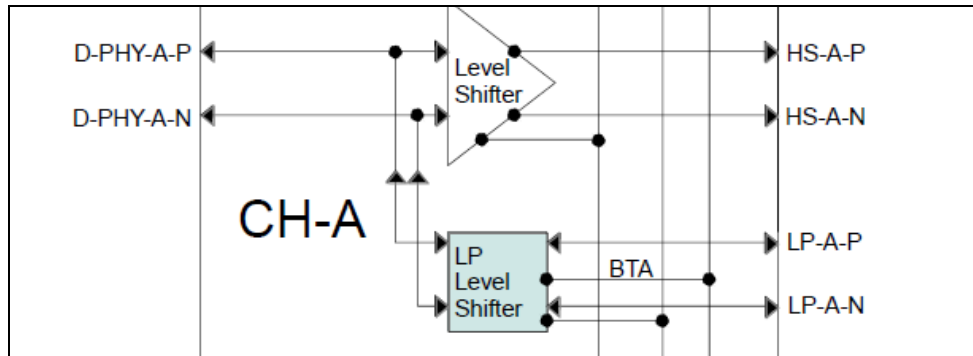 D-PHY-A-P
Level
Shifter
HS-A-P
D-PHY-A-N
HS-A-N
CH-A
LP
Level
Shifter
LP-A-P
BTA
LP-A-N